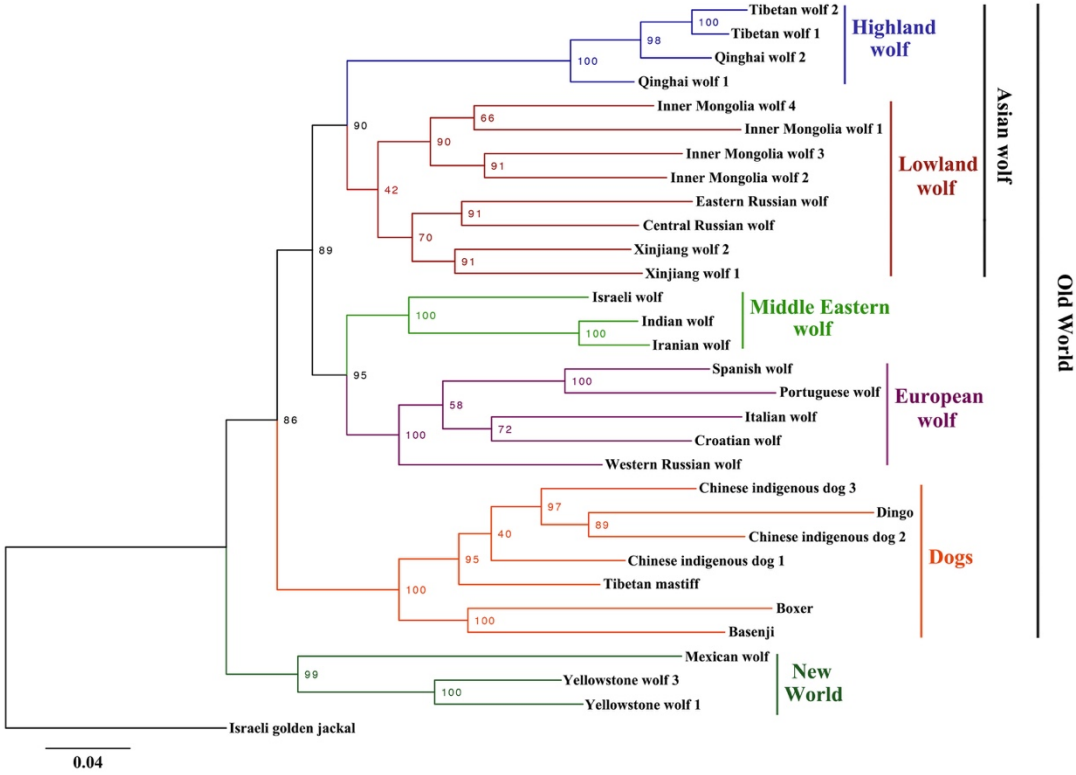 Tibetan wolf 2
100
Tibetan wolf 1
98
Qinghai wolf 2
100
Qinghai wolf 1
Highland
wolf
Inner Mongolia wolf 4
66
Inner Mongolia wolf 1
90
90
Inner Mongolia wolf 3
91
Inner Mongolia wolf 2
42
Eastern Russian wolf
91
Central Russian wolf
70
Xinjiang wolf 2
91
Xinjiang wolf 1
Lowland
wolf
Asian wolf
89
Israeli wolf
100
Indian wolf
100
Iranian wolf
Middle Eastern
wolf
95
Spanish wolf
100
Portuguese wolf
58
Italian wolf
72
Croatian wolf
100
Western Russian wolf
European
wolf
86
Chinese indigenous dog 3
97
Dingo
89
Chinese indigenous dog 2
40
Chinese indigenous dog 1
95
Tibetan mastiff
100
Boxer
100
Basenji
Dogs
Old World
Mexican wolf
99
Yellowstone wolf 3
100
Yellowstone wolf 1
New
World
Israeli golden jackal
0.04